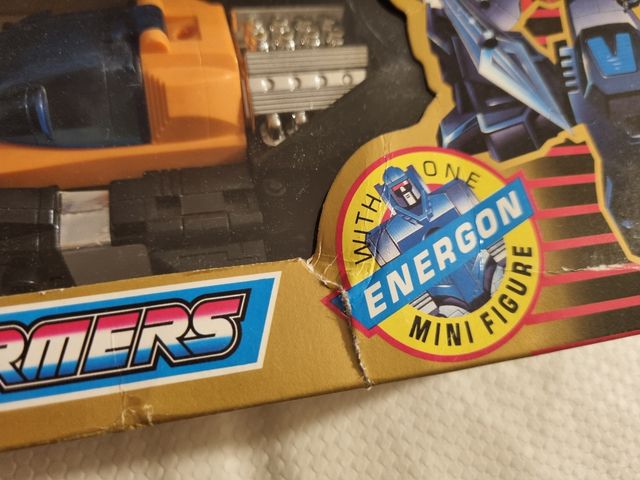 WITH ONE
ENERGON
MINI FIGURE
RMERS